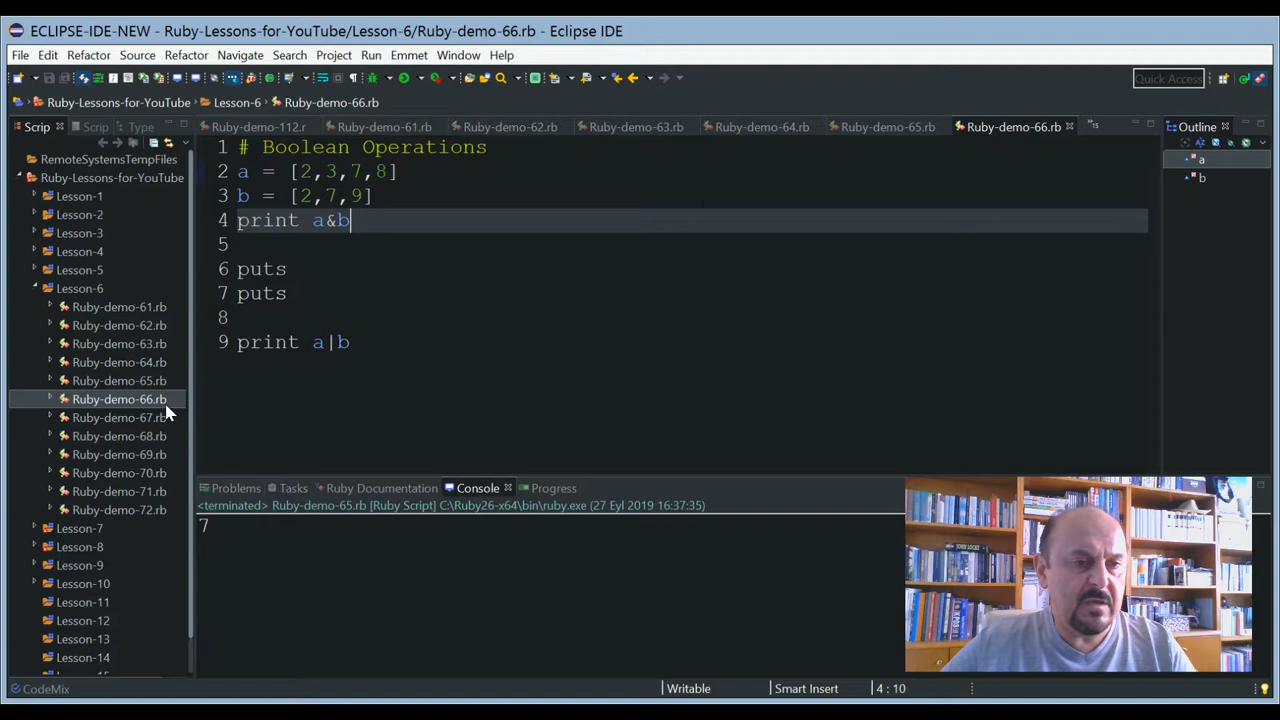 ECLIPSE-IDE-NEW - Ruby-Lessons-for-YouTube/Lesson-6/Ruby-demo-66.rb - Eclipse IDE
File Edit Refactor Source Refactor Navigate Search Project Run Emmet Window Help
Quick Access
Ruby-Lessons-for-YouTube Lesson-6 Ruby-demo-66.rb
Scrip Scrip Type
Ruby-demo-112.r Ruby-demo-61.rb Ruby-demo-62.rb Ruby-demo-63.rb Ruby-demo-64.rb Ruby-demo-65.rb Ruby-demo-66.rb »15
Outline
RemoteSystemsTempFiles
Ruby-Lessons-for-YouTube
Lesson-1
Lesson-2
Lesson-3
Lesson-4
Lesson-5
Lesson-6
Ruby-demo-61.rb
Ruby-demo-62.rb
Ruby-demo-63.rb
Ruby-demo-64.rb
Ruby-demo-65.rb
Ruby-demo-66.rb
Ruby-demo-67.rb
Ruby-demo-68.rb
Ruby-demo-69.rb
Ruby-demo-70.rb
Ruby-demo-71.rb
Ruby-demo-72.rb
Lesson-7
Lesson-8
Lesson-9
Lesson-10
Lesson-11
Lesson-12
Lesson-13
Lesson-14
1 # Boolean Operations
2 a = [2,3,7,8]
3 b = [2,7,9]
4 print a&b
5
6 puts
7 puts
8
9 print a|b
a
b
Problems Tasks Ruby Documentation Console Progress
<terminated> Ruby-demo-65.rb [Ruby Script] C:\Ruby26-x64\bin\ruby.exe (27 Eyl 2019 16:37:35)
7
CodeMix
Writable Smart Insert 4 : 10